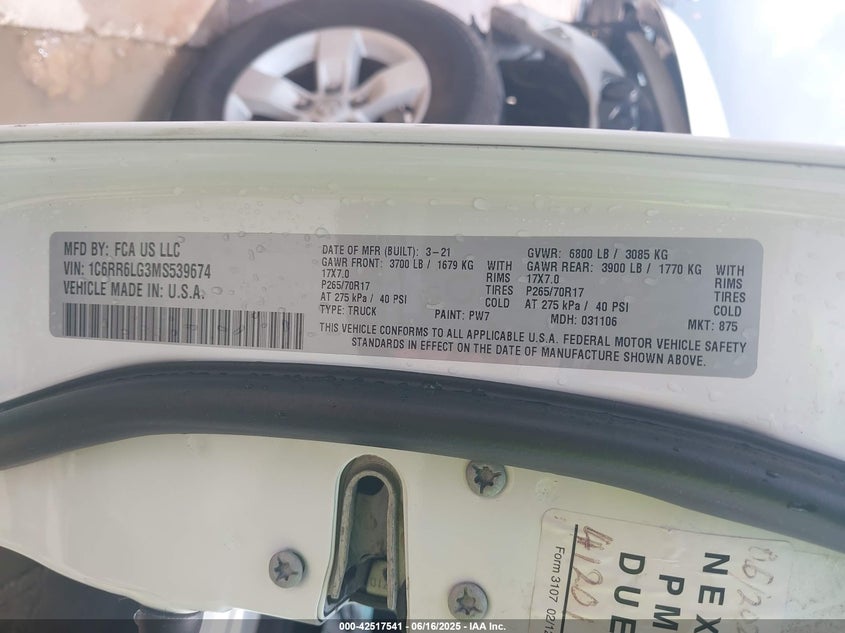 MFD BY: FCA US LLC
VIN: 1C6RR6LG3MS539674
VEHICLE MADE IN: U.S.A.
DATE OF MFR (BUILT): 3-21
GAWR FRONT: 3700 LB / 1679 KG WITH
17X7.0 RIMS
P265/70R17 TIRES
AT 275 kPa / 40 PSI COLD
TYPE: TRUCK PAINT: PW7
GVWR: 6800 LB / 3085 KG
GAWR REAR: 3900 LB / 1770 KG WITH
17X7.0 RIMS
P265/70R17 TIRES
AT 275 kPa / 40 PSI COLD
MDH: 031106 MKT: 875
THIS VEHICLE CONFORMS TO ALL APPLICABLE U.S.A. FEDERAL MOTOR VEHICLE SAFETY
STANDARDS IN EFFECT ON THE DATE OF MANUFACTURE SHOWN ABOVE.
NEX
PM
DUE
Form 3107 02/1
000-42517541 - 06/16/2025 - IAA Inc.